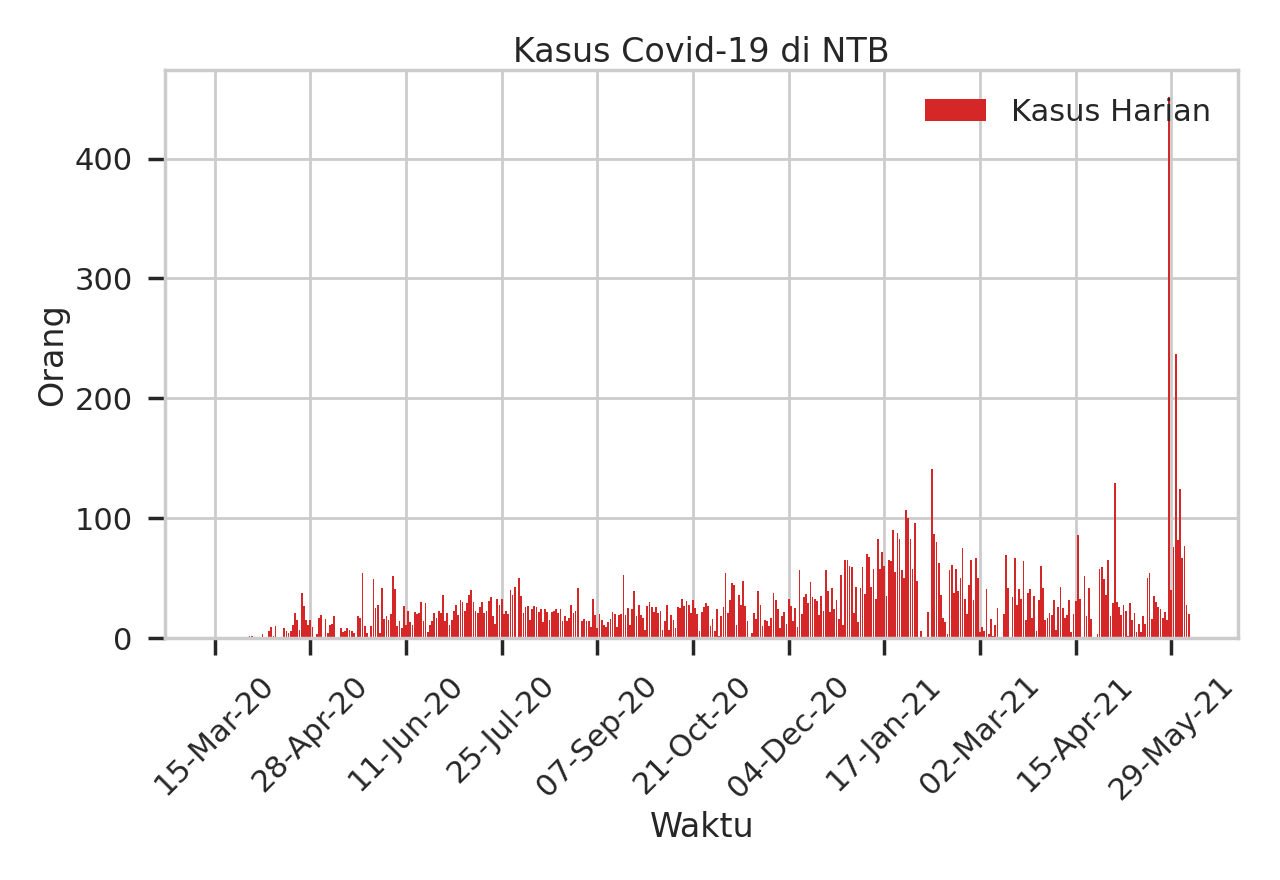 Kasus Covid-19 di NTB
Kasus Harian
400
300
200
100
0
Orang
15-Mar-20
28-Apr-20
11-Jun-20
25-Jul-20
07-Sep-20
21-Oct-20
04-Dec-20
17-Jan-21
02-Mar-21
15-Apr-21
29-May-21
Waktu